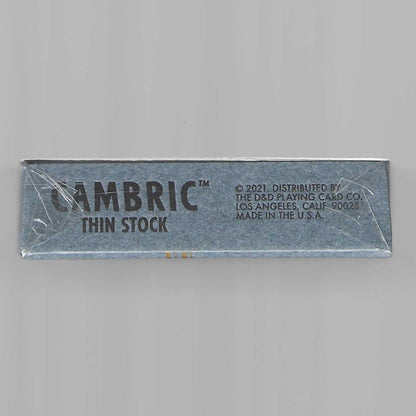 CAMBRIC™
THIN STOCK
© 2021, DISTRIBUTED BY
THE D&D PLAYING CARD CO.
LOS ANGELES, CALIF. 90028
MADE IN THE U.S.A.